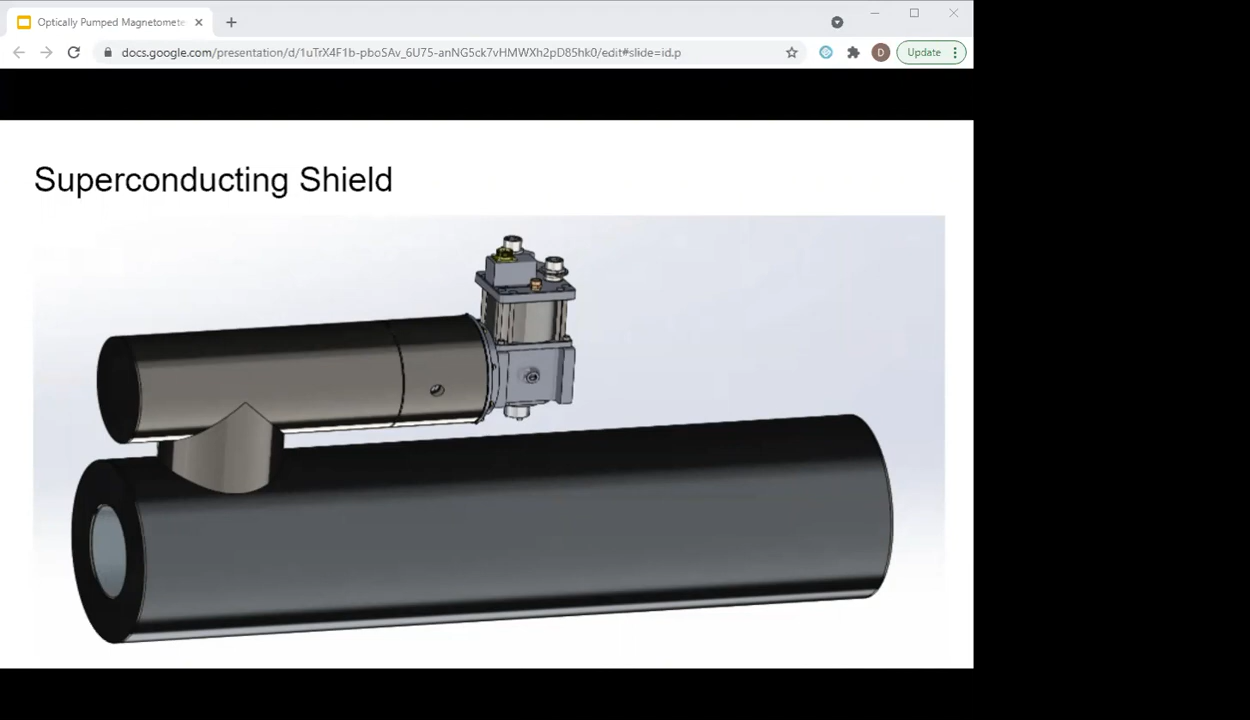 Optically Pumped Magnetomete
docs.google.com/presentation/d/1uTrX4F1b-pboSAv_6U75-anNG5ck7vHMWXh2pD85hk0/edit#slide=id.p
D
Update
Superconducting Shield